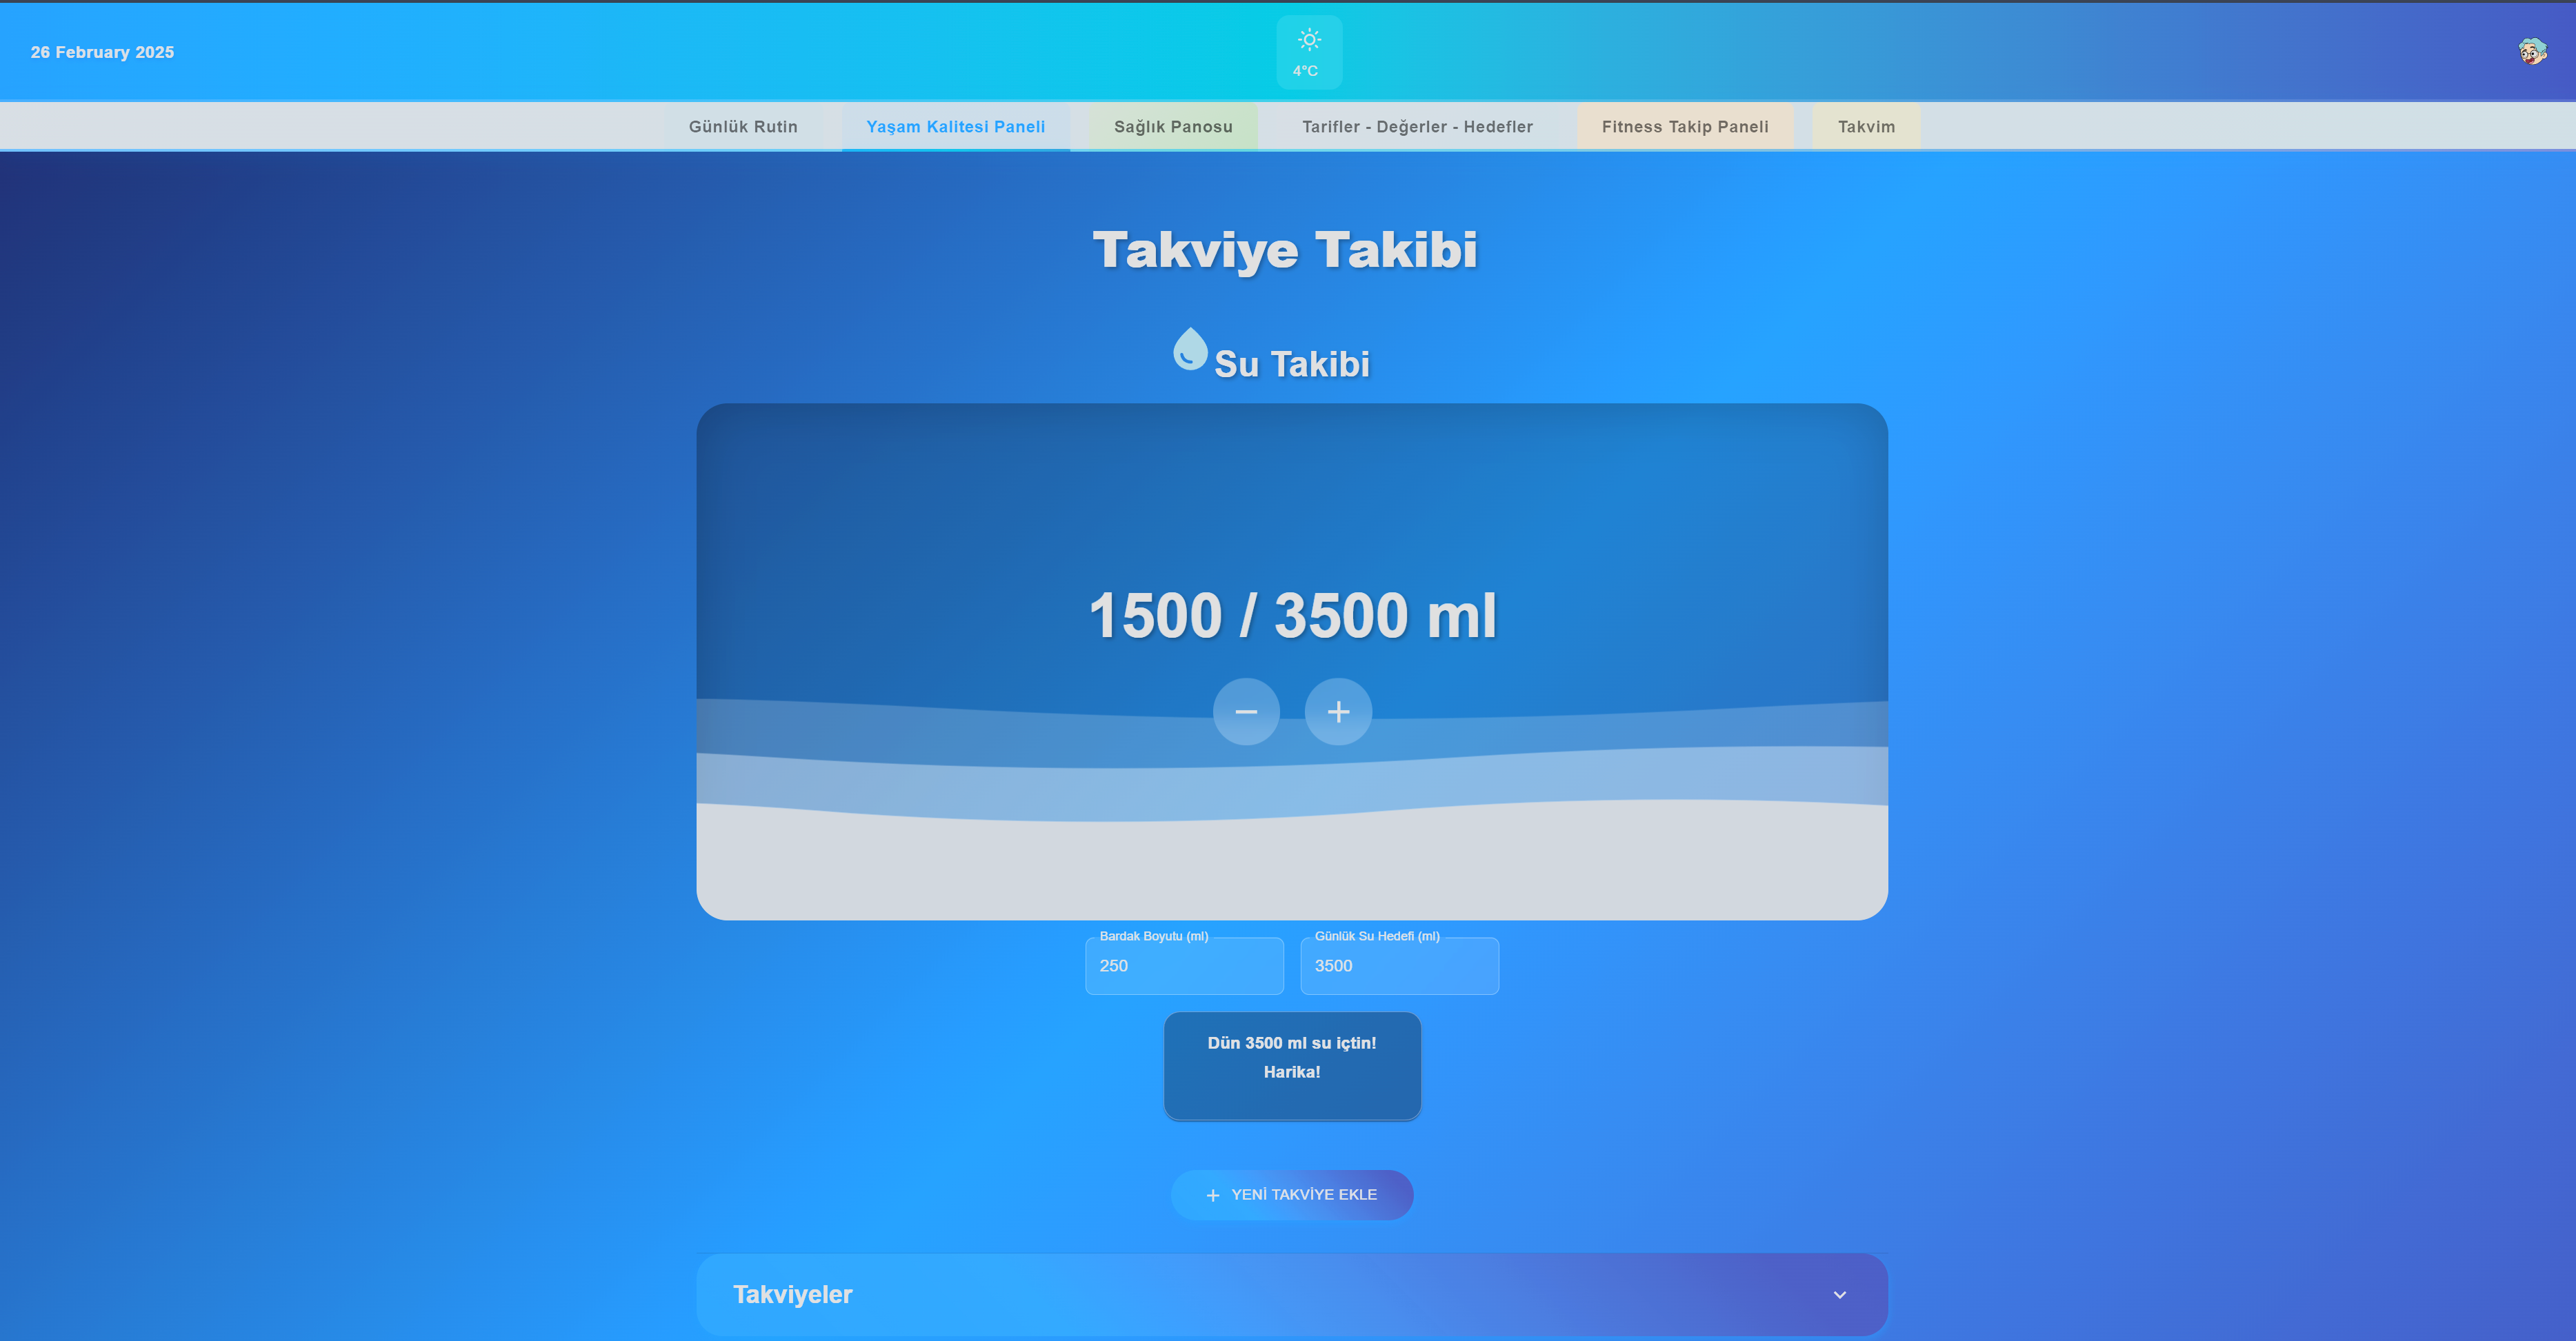 26 February 2025
4°C
Günlük Rutin
Yaşam Kalitesi Paneli
Sağlık Panosu
Tarifler - Değerler - Hedefler
Fitness Takip Paneli
Takvim
Takviye Takibi
Su Takibi
1500 / 3500 ml
Bardak Boyutu (ml)
250
Günlük Su Hedefi (ml)
3500
Dün 3500 ml su içtin!
Harika!
YENİ TAKVİYE EKLE
Takviyeler